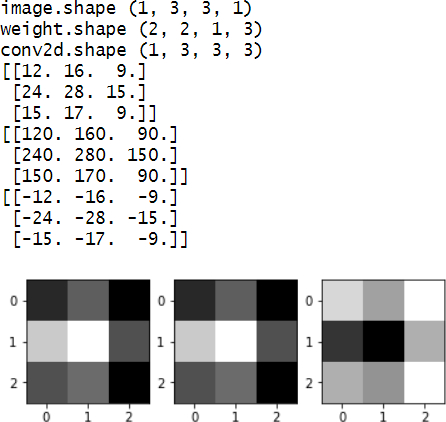 image.shape (1, 3, 3, 1)
weight.shape (2, 2, 1, 3)
conv2d.shape (1, 3, 3, 3)
[[12. 16.  9.]
 [24. 28. 15.]
 [15. 17.  9.]]
[[120. 160.  90.]
 [240. 280. 150.]
 [150. 170.  90.]]
[[-12. -16.  -9.]
 [-24. -28. -15.]
 [-15. -17.  -9.]]
0 0 0
1 1 1
2 2 2
0 1 2 0 1 2 0 1 2